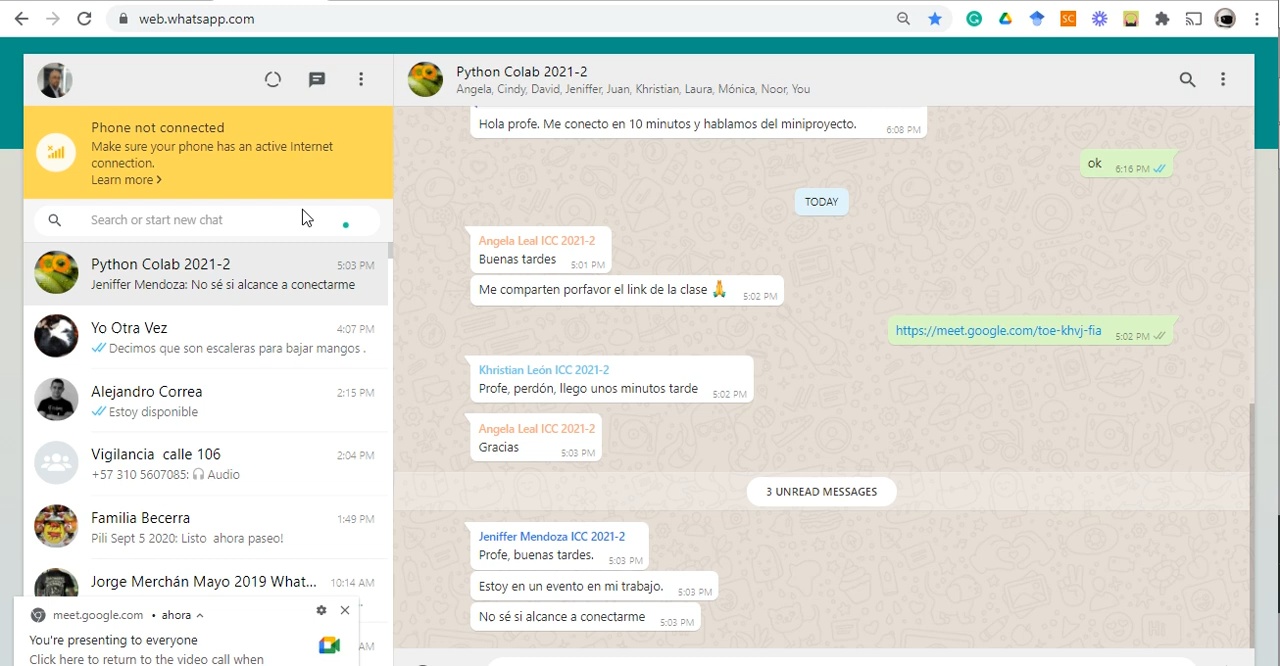 web.whatsapp.com
SC
Phone not connected
Make sure your phone has an active Internet
connection.
Learn more >
Search or start new chat
Python Colab 2021-2
5:03 PM
Jeniffer Mendoza: No sé si alcance a conectarme
Yo Otra Vez
4:07 PM
Decimos que son escaleras para bajar mangos .
Alejandro Correa
2:15 PM
Estoy disponible
Vigilancia calle 106
2:04 PM
+57 310 5607085: Audio
Familia Becerra
1:49 PM
Pili Sept 5 2020: Listo ahora paseo!
Jorge Merchán Mayo 2019 What...
10:14 AM
AM
meet.google.com • ahora
You're presenting to everyone
Click here to return to the video call when
Python Colab 2021-2
Angela, Cindy, David, Jeniffer, Juan, Khristian, Laura, Mónica, Noor, You
Hola profe. Me conecto en 10 minutos y hablamos del miniproyecto.
6:08 PM
ok
6:16 PM
TODAY
Angela Leal ICC 2021-2
Buenas tardes
5:01 PM
Me comparten porfavor el link de la clase 🙏
5:02 PM
https://meet.google.com/toe-khvj-fia
5:02 PM
Khristian León ICC 2021-2
Profe, perdón, llego unos minutos tarde
5:02 PM
Angela Leal ICC 2021-2
Gracias
5:03 PM
3 UNREAD MESSAGES
Jeniffer Mendoza ICC 2021-2
Profe, buenas tardes.
5:03 PM
Estoy en un evento en mi trabajo.
5:03 PM
No sé si alcance a conectarme
5:03 PM